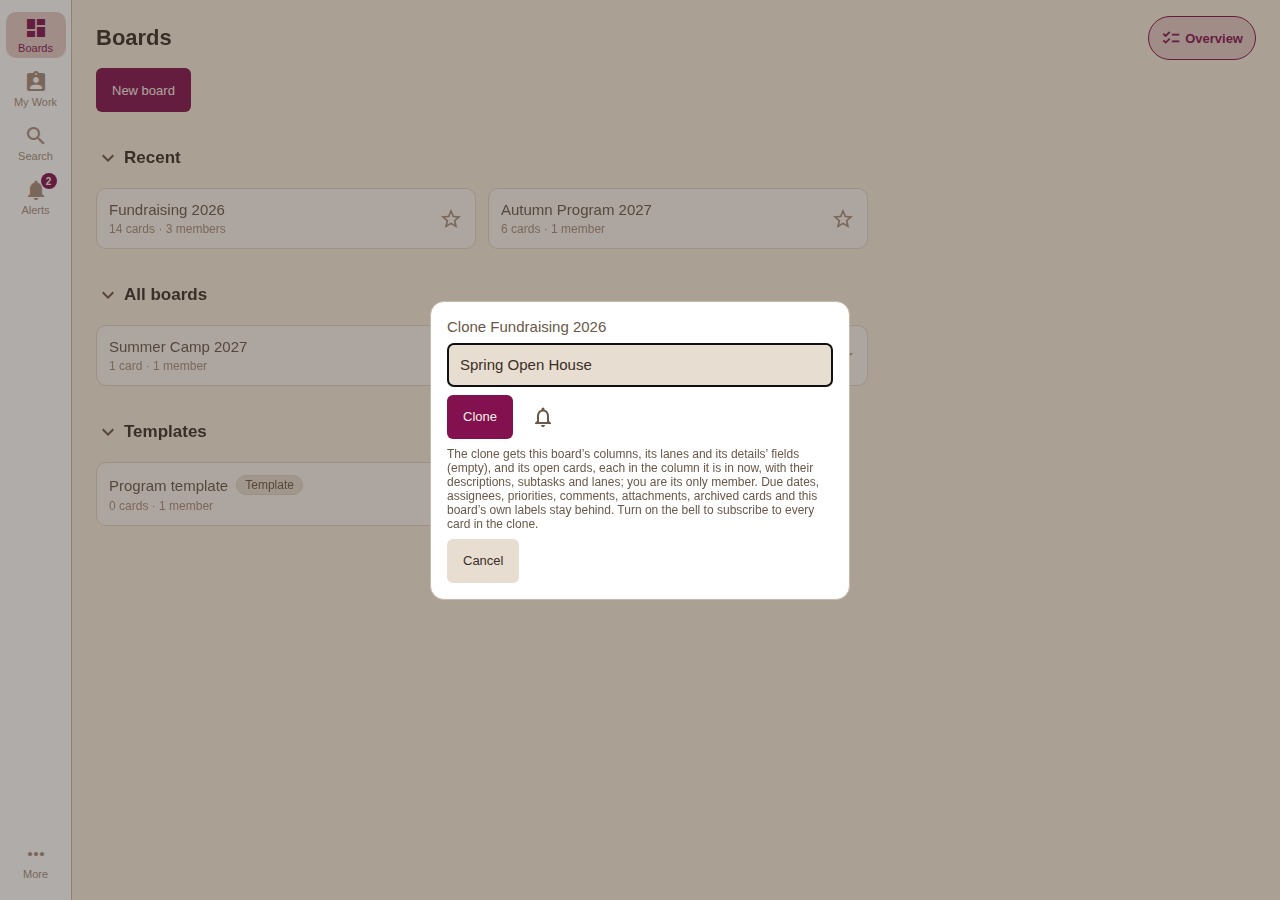 Boards
My Work
Search
2
Alerts
More
Boards
Overview
New board
Recent
Fundraising 2026
14 cards · 3 members
Autumn Program 2027
6 cards · 1 member
All boards
Summer Camp 2027
1 card · 1 member
Templates
Program template
Template
0 cards · 1 member
Clone Fundraising 2026
Spring Open House
Clone
The clone gets this board’s columns, its lanes and its details’ fields
(empty), and its open cards, each in the column it is in now, with their
descriptions, subtasks and lanes; you are its only member. Due dates,
assignees, priorities, comments, attachments, archived cards and this
board’s own labels stay behind. Turn on the bell to subscribe to every
card in the clone.
Cancel